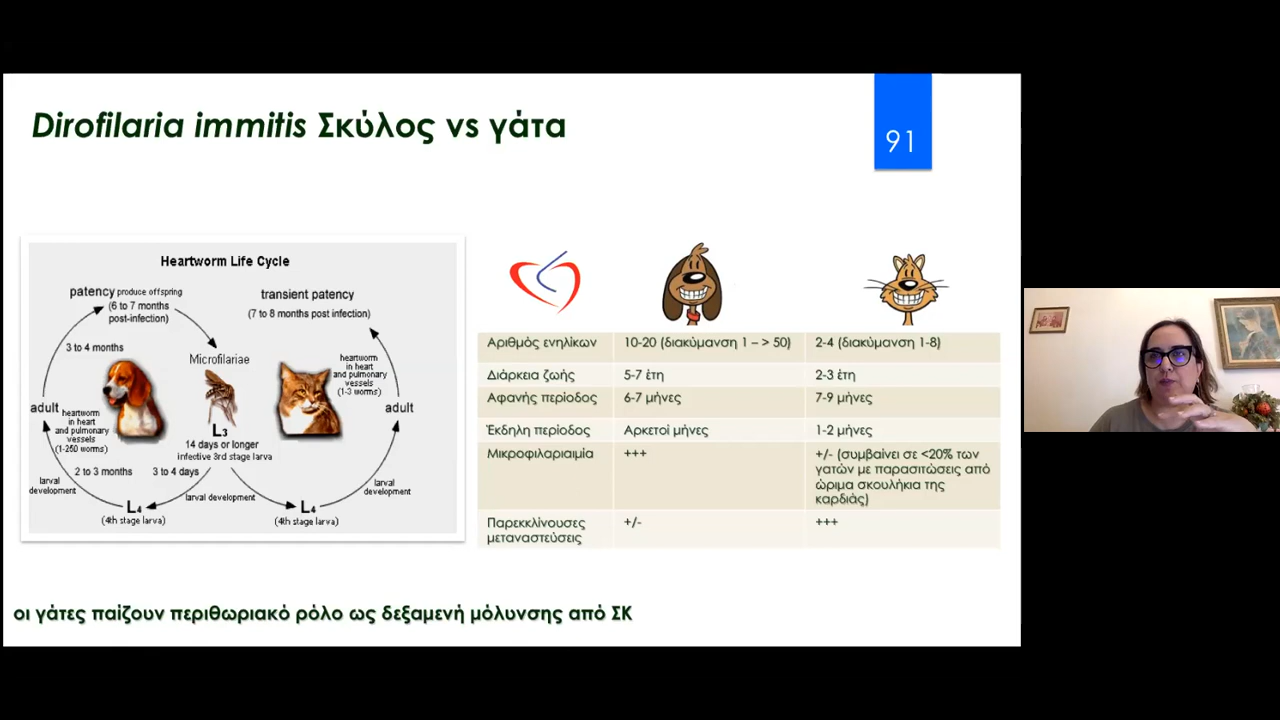 Dirofilaria immitis Σκύλος vs γάτα
91
Heartworm Life Cycle
patency produce offspring
(6 to 7 months
post-infection)
transient patency
(7 to 8 months post infection)
3 to 4 months
Microfilariae
heartworm
in heart
and pulmonary
vessels
(1-3 worms)
adult
heartworm
in heart
and pulmonary
vessels
(1-250 worms)
adult
L3
14 days or longer
infective 3rd stage larva
2 to 3 months
3 to 4 days
larval
development
larval development
larval
development
L4
(4th stage larva)
L4
(4th stage larva)
Αριθμός ενηλίκων
10-20 (διακύμανση 1 – > 50)
2-4 (διακύμανση 1-8)
Διάρκεια ζωής
5-7 έτη
2-3 έτη
Αφανής περίοδος
6-7 μήνες
7-9 μήνες
Έκδηλη περίοδος
Αρκετοί μήνες
1-2 μήνες
Μικροφιλαριαιμία
+++
+/- (συμβαίνει σε <20% των
γατών με παρασιτώσεις από
ώριμα σκουλήκια της
καρδιάς)
Παρεκκλίνουσες
μεταναστεύσεις
+/-
+++
οι γάτες παίζουν περιθωριακό ρόλο ως δεξαμενή μόλυνσης από ΣΚ